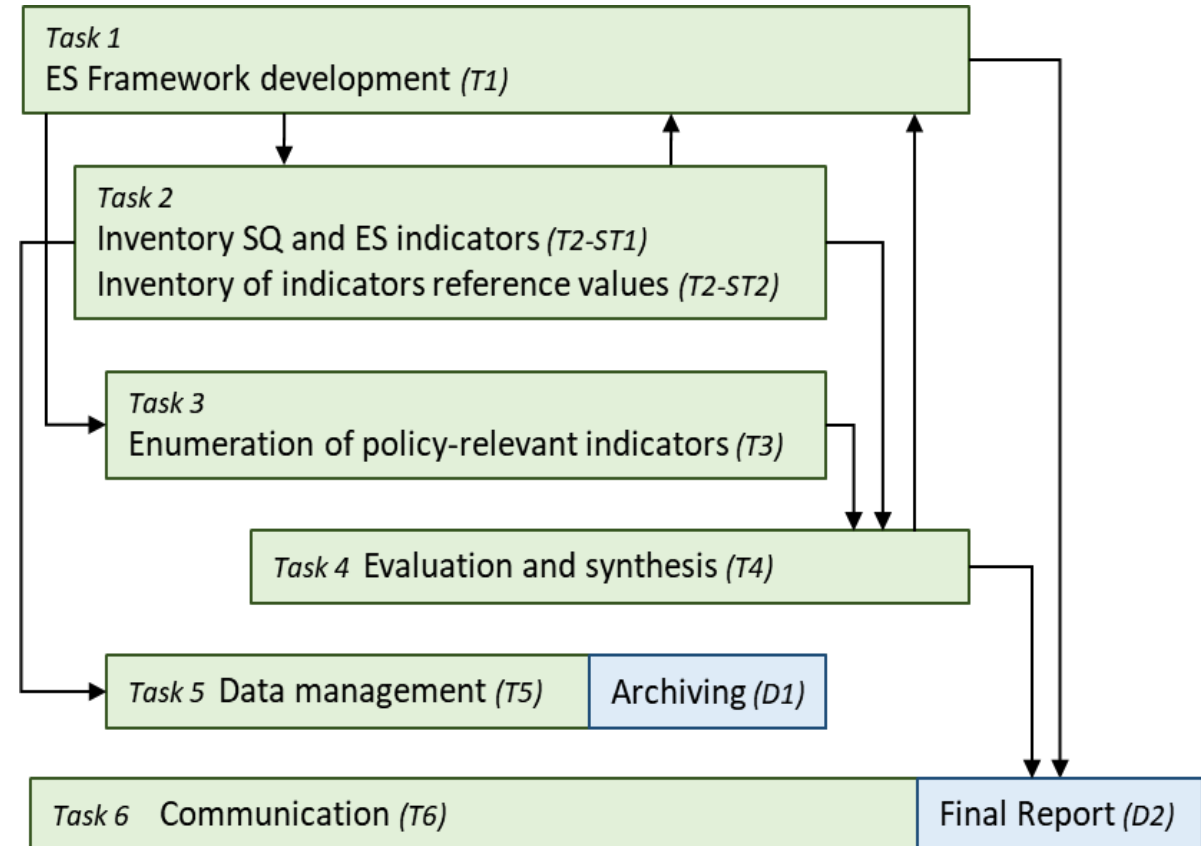 Task 1
ES Framework development (T1)
Task 2
Inventory SQ and ES indicators (T2-ST1)
Inventory of indicators reference values (T2-ST2)
Task 3
Enumeration of policy-relevant indicators (T3)
Task 4 Evaluation and synthesis (T4)
Task 5 Data management (T5)
Archiving (D1)
Task 6 Communication (T6)
Final Report (D2)